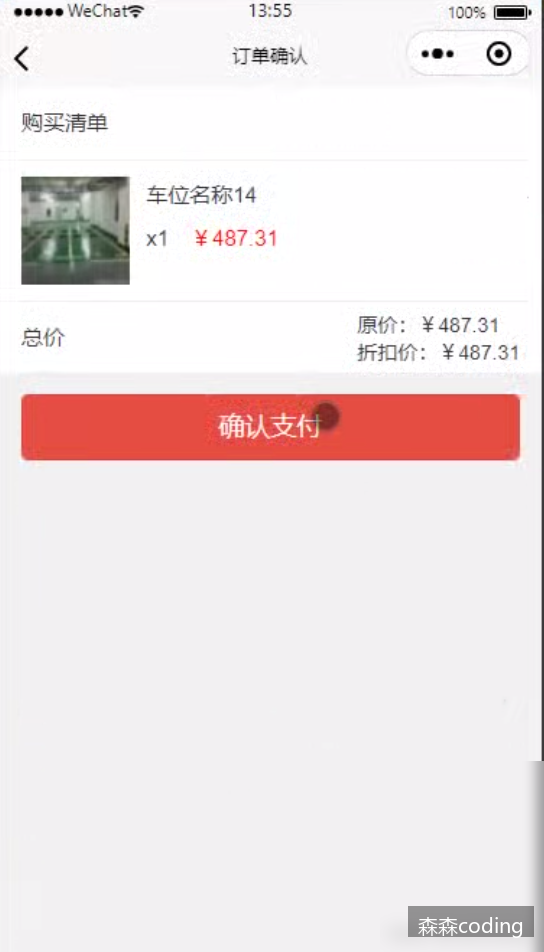 WeChat 13:55 100%
订单确认
购买清单
车位名称14
x1 ￥487.31
总价
原价：￥487.31
折扣价：￥487.31
确认支付
森森coding